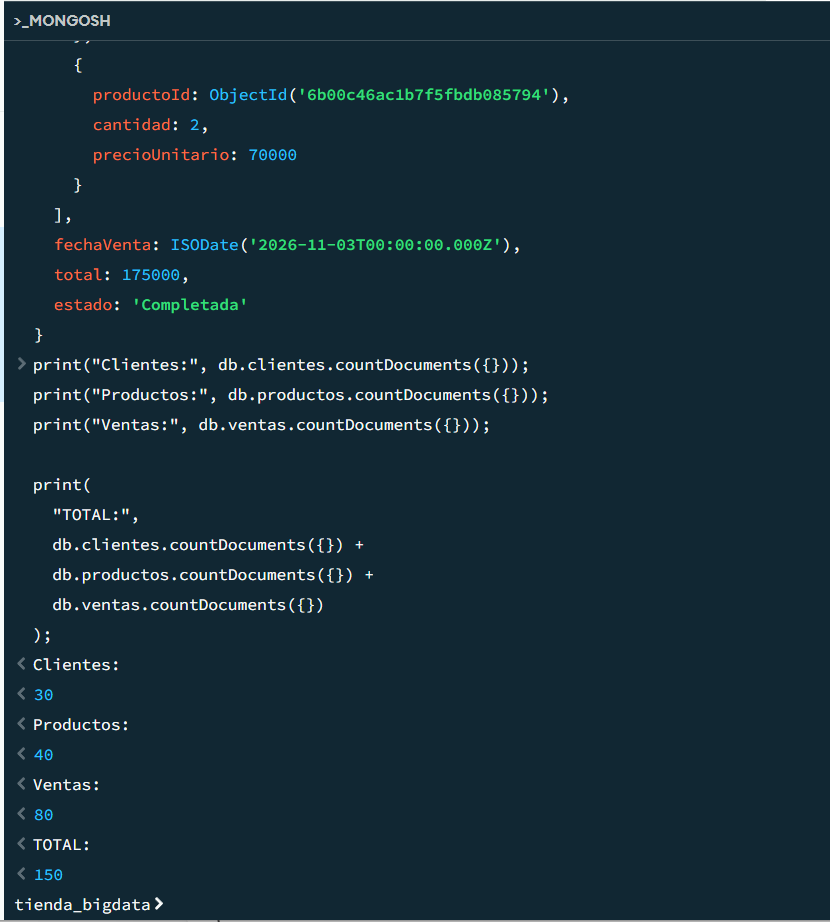 >_MONGOSH
},
{
productoId: ObjectId('6b00c46ac1b7f5fbdb085794'),
cantidad: 2,
precioUnitario: 70000
}
],
fechaVenta: ISODate('2026-11-03T00:00:00.000Z'),
total: 175000,
estado: 'Completada'
}
> print("Clientes:", db.clientes.countDocuments({}));
print("Productos:", db.productos.countDocuments({}));
print("Ventas:", db.ventas.countDocuments({}));
print(
"TOTAL:",
db.clientes.countDocuments({}) +
db.productos.countDocuments({}) +
db.ventas.countDocuments({})
);
< Clientes:
< 30
< Productos:
< 40
< Ventas:
< 80
< TOTAL:
< 150
tienda_bigdata>